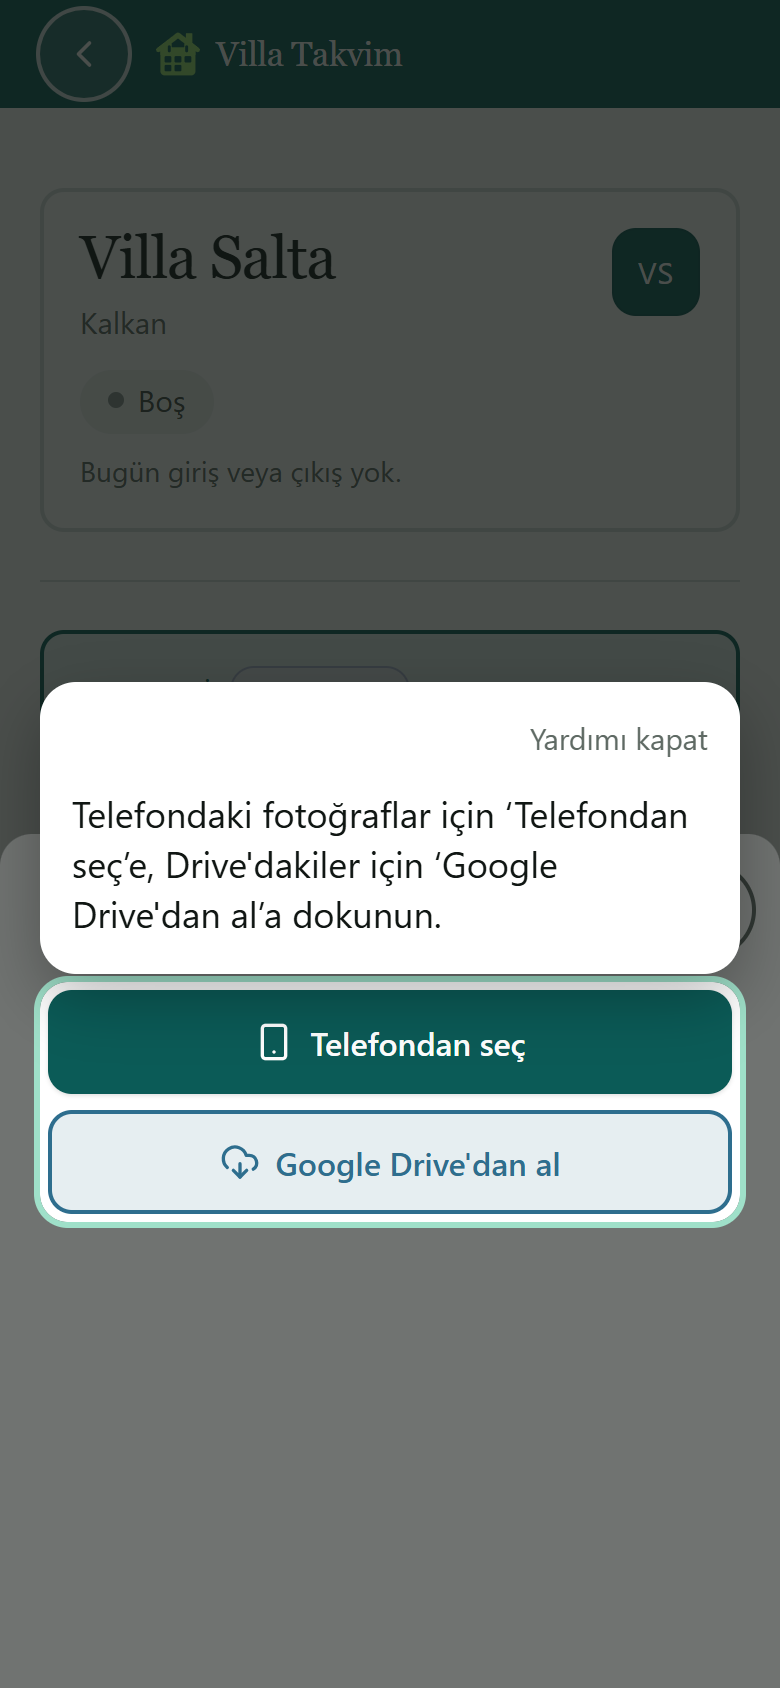 Villa Takvim
Villa Salta
VS
Kalkan
Boş
Bugün giriş veya çıkış yok.
Yardımı kapat
Telefondaki fotoğraflar için ‘Telefondan
seç’e, Drive'dakiler için ‘Google
Drive'dan al’a dokunun.
Telefondan seç
Google Drive'dan al